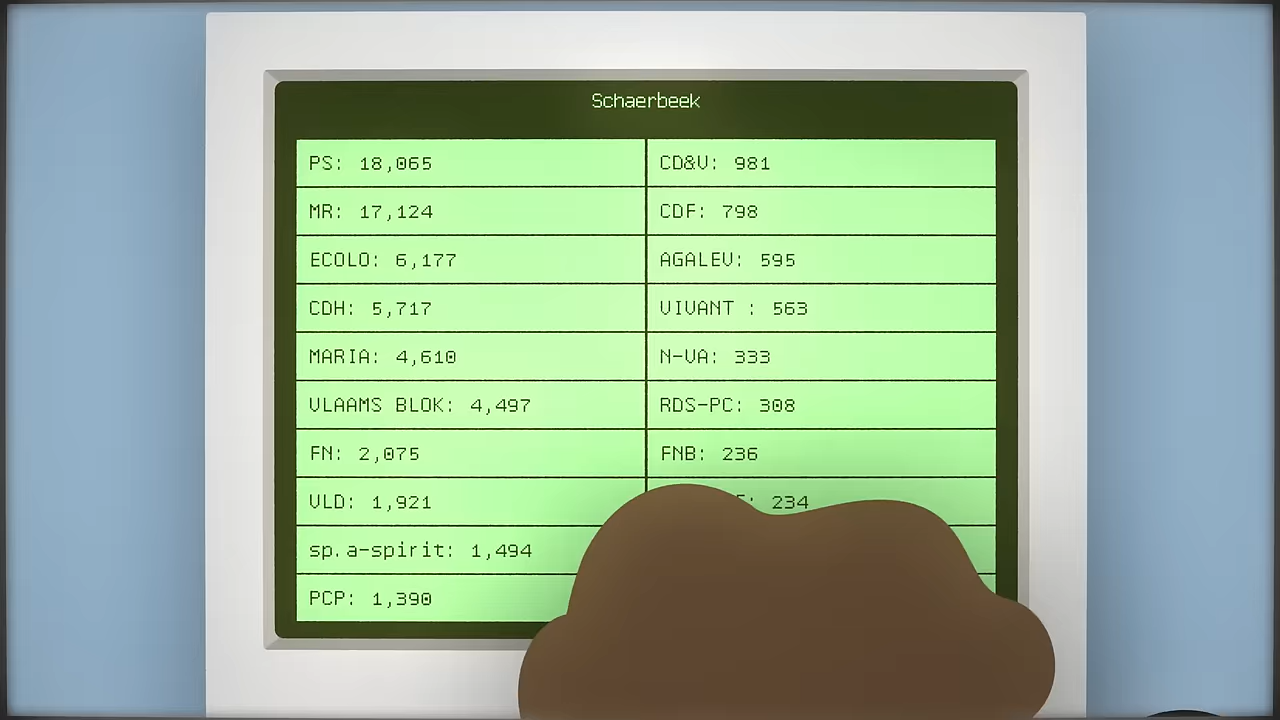 Schaerbeek
PS: 18,065
CD&V: 981
MR: 17,124
CDF: 798
ECOLO: 6,177
AGALEV: 595
CDH: 5,717
VIVANT : 563
MARIA: 4,610
N-VA: 333
VLAAMS BLOK: 4,497
RDS-PC: 308
FN: 2,075
FNB: 236
VLD: 1,921
234
sp.a-spirit: 1,494
PCP: 1,390